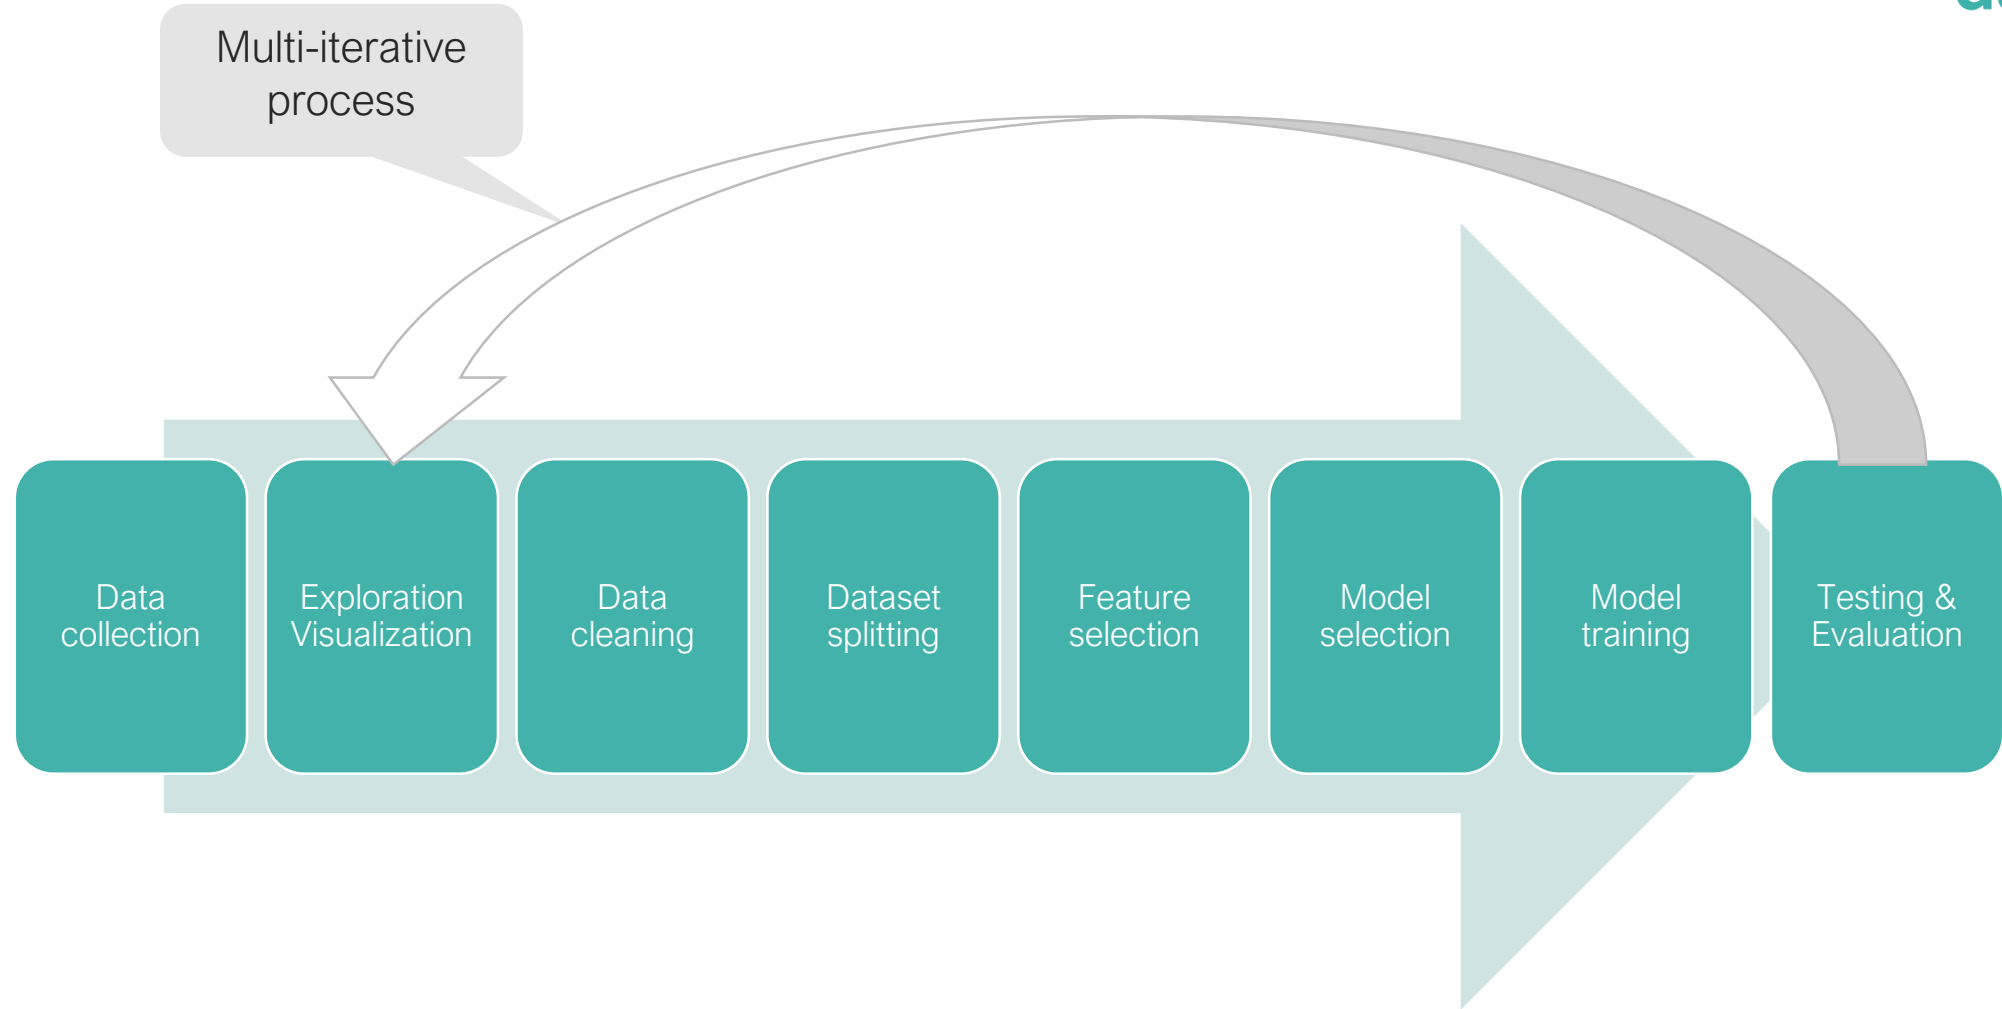 Multi-iterative
process
Data
collection
Exploration
Visualization
Data
cleaning
Dataset
splitting
Feature
selection
Model
selection
Model
training
Testing &
Evaluation